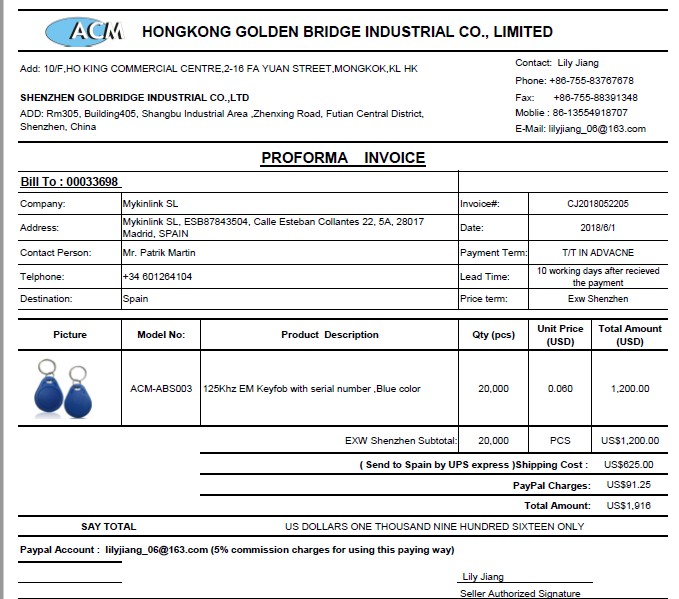 ACM HONGKONG GOLDEN BRIDGE INDUSTRIAL CO., LIMITED
Add: 10/F,HO KING COMMERCIAL CENTRE,2-16 FA YUAN STREET,MONGKOK,KL HK
Contact: Lily Jiang
Phone: +86-755-83767678
SHENZHEN GOLDBRIDGE INDUSTRIAL CO.,LTD
Fax: +86-755-88391348
ADD: Rm305, Building405, Shangbu Industrial Area ,Zhenxing Road, Futian Central District,
Shenzhen, China
Moblie : 86-13554918707
E-Mail: lilyjiang_06@163.com
PROFORMA INVOICE
Bill To : 00033698
Company: Mykinlink SL Invoice#: CJ2018052205
Address: Mykinlink SL, ESB87843504, Calle Esteban Collantes 22, 5A, 28017
Madrid, SPAIN
Date: 2018/6/1
Contact Person: Mr. Patrik Martin Payment Term: T/T IN ADVACNE
Telphone: +34 601264104 Lead Time: 10 working days after recieved
the payment
Destination: Spain Price term: Exw Shenzhen
Picture Model No: Product Description Qty (pcs) Unit Price
(USD)
Total Amount
(USD)
ACM-ABS003 125Khz EM Keyfob with serial number ,Blue color 20,000 0.060 1,200.00
EXW Shenzhen Subtotal: 20,000 PCS US$1,200.00
( Send to Spain by UPS express )Shipping Cost : US$625.00
PayPal Charges: US$91.25
Total Amount: US$1,916
SAY TOTAL US DOLLARS ONE THOUSAND NINE HUNDRED SIXTEEN ONLY
Paypal Account : lilyjiang_06@163.com (5% commission charges for using this paying way)
Lily Jiang
Seller Authorized Signature